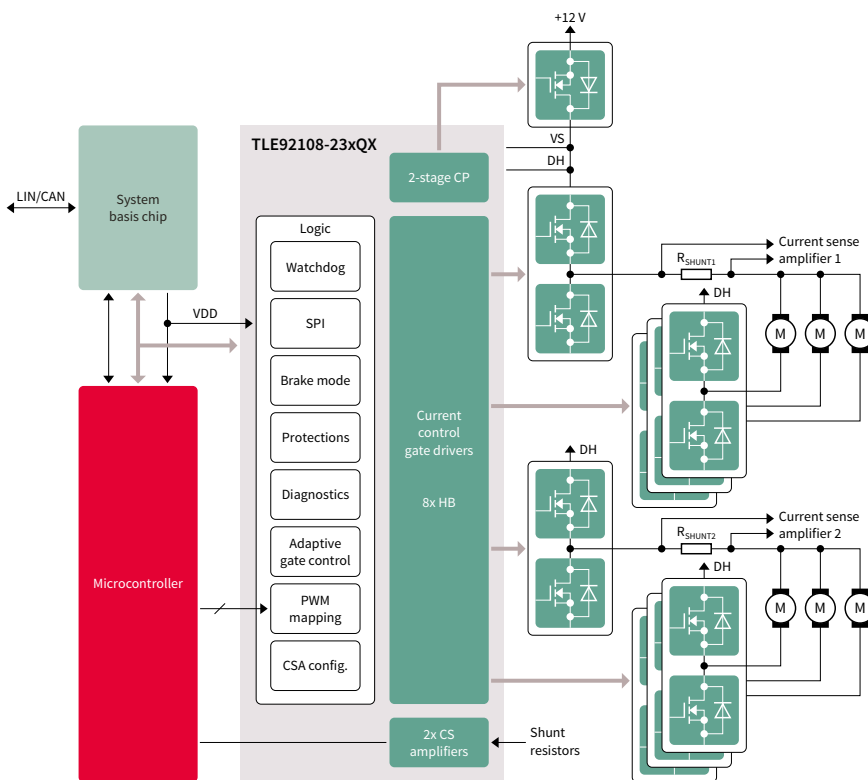 +12 V
TLE92108-23xQX
VS
DH
2-stage CP
LIN/CAN
System
basis chip
Logic
Watchdog
VDD
SPI
Brake mode
Protections
Diagnostics
Adaptive
gate control
PWM
mapping
CSA config.
Microcontroller
Current
control
gate drivers
8x HB
2x CS
amplifiers
Shunt
resistors
Current sense
amplifier 1
RSHUNT1
DH
M
M
M
DH
Current sense
amplifier 2
RSHUNT2
DH
M
M
M